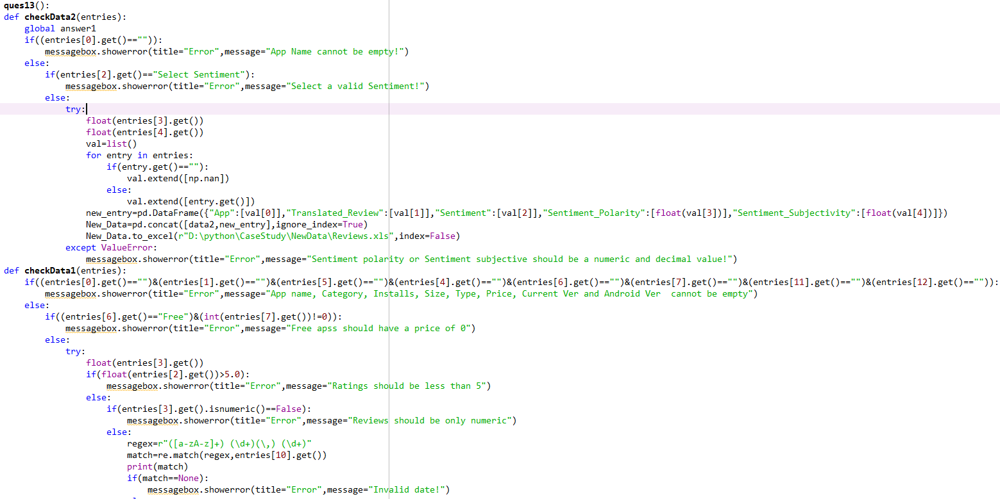 ques13():
def checkData2(entries):
    global answer1
    if((entries[0].get()=="")):
        messagebox.showerror(title="Error",message="App Name cannot be empty!")
    else:
        if(entries[2].get()=="Select Sentiment"):
            messagebox.showerror(title="Error",message="Select a valid Sentiment!")
        else:
            try:
                float(entries[3].get())
                float(entries[4].get())
                val=list()
                for entry in entries:
                    if(entry.get()==""):
                        val.extend([np.nan])
                    else:
                        val.extend([entry.get()])
                new_entry=pd.DataFrame({"App":[val[0]],"Translated_Review":[val[1]],"Sentiment":[val[2]],"Sentiment_Polarity":[float(val[3])],"Sentiment_Subjectivity":[float(val[4])]})
                New_Data=pd.concat([data2,new_entry],ignore_index=True)
                New_Data.to_excel(r"D:\python\CaseStudy\NewData\Reviews.xls",index=False)
            except ValueError:
                messagebox.showerror(title="Error",message="Sentiment polarity or Sentiment subjective should be a numeric and decimal value!")
def checkData1(entries):
    if((entries[0].get()=="")&(entries[1].get()=="")&(entries[5].get()=="")&(entries[4].get()=="")&(entries[6].get()=="")&(entries[7].get()=="")&(entries[11].get()=="")&(entries[12].get()=="")):
        messagebox.showerror(title="Error",message="App name, Category, Installs, Size, Type, Price, Current Ver and Android Ver  cannot be empty")
    else:
        if((entries[6].get()=="Free")&(int(entries[7].get())!=0)):
            messagebox.showerror(title="Error",message="Free apss should have a price of 0")
        else:
            try:
                float(entries[3].get())
                if(float(entries[2].get())>5.0):
                    messagebox.showerror(title="Error",message="Ratings should be less than 5")
                else:
                    if(entries[3].get().isnumeric()==False):
                        messagebox.showerror(title="Error",message="Reviews should be only numeric")
                    else:
                        regex=r"([a-zA-z]+) (\d+)(\,) (\d+)"
                        match=re.match(regex,entries[10].get())
                        print(match)
                        if(match==None):
                            messagebox.showerror(title="Error",message="Invalid date!")